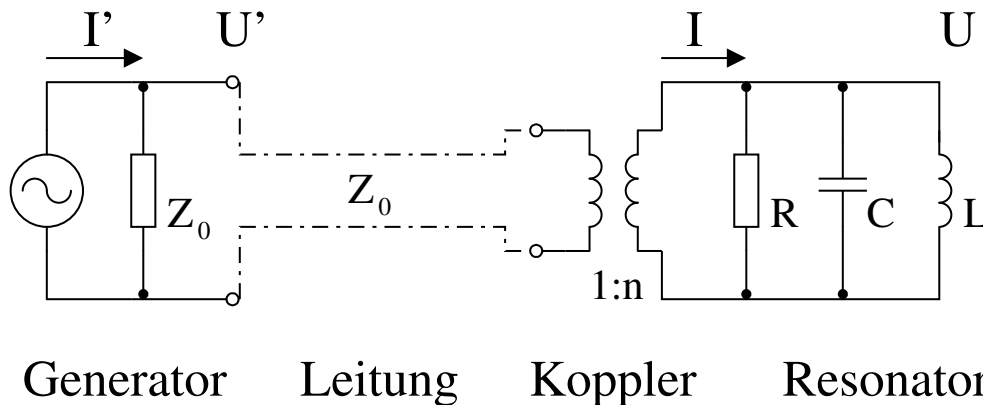 I’ U’ I U
Z₀ Z₀ R C L
1:n
Generator Leitung Koppler Resonator